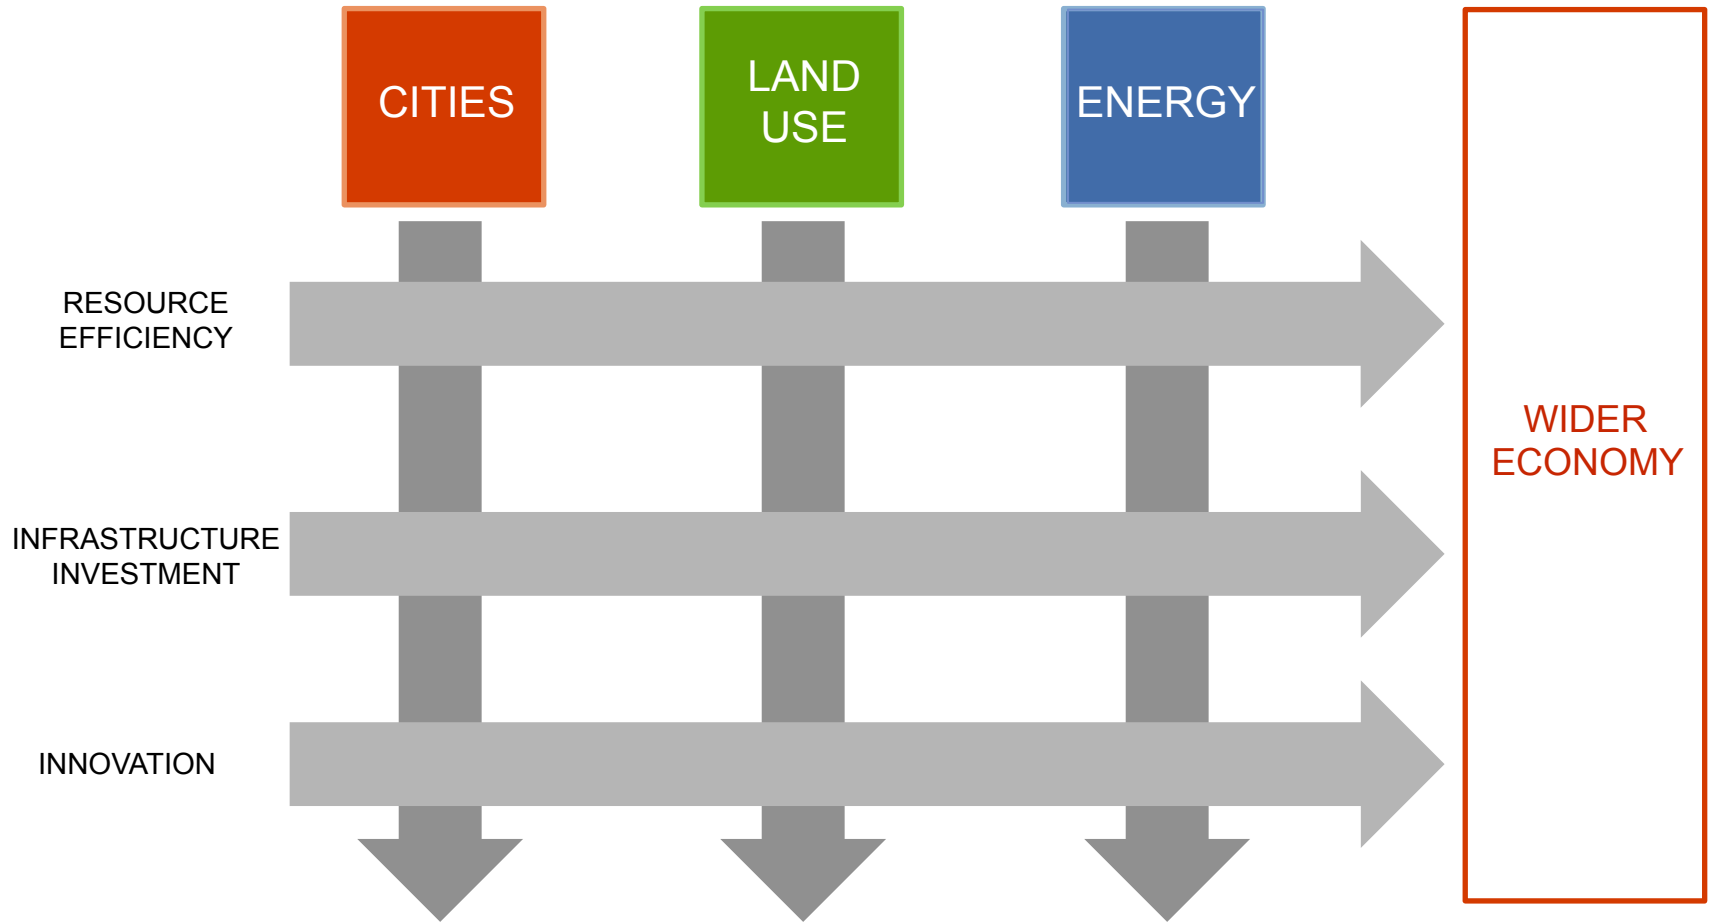 CITIES
LAND
USE
ENERGY
RESOURCE
EFFICIENCY
WIDER
ECONOMY
INFRASTRUCTURE
INVESTMENT
INNOVATION